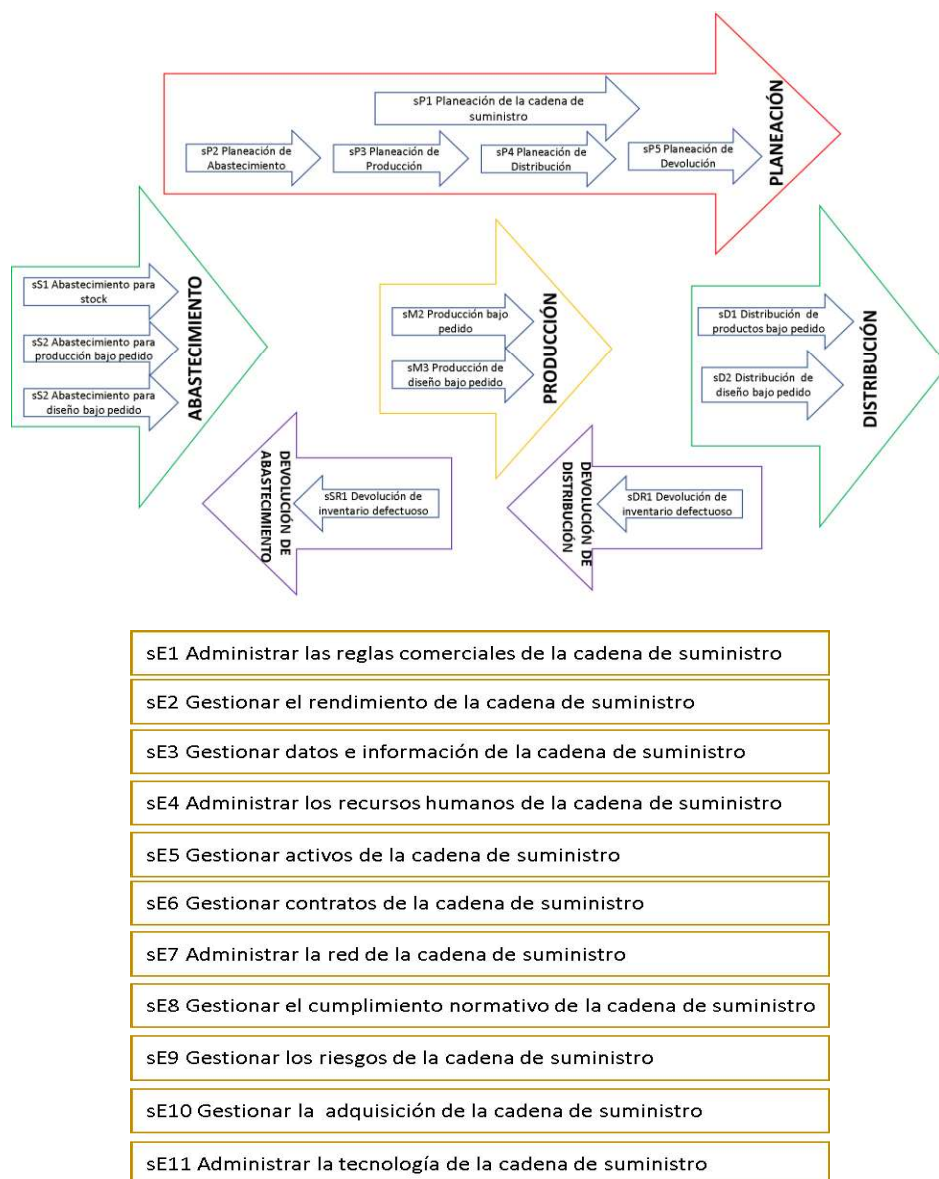 sP1 Planeación de la cadena de
suministro
sP2 Planeación de
Abastecimiento
sP3 Planeación de
Producción
sP4 Planeación de
Distribución
sP5 Planeación de
Devolución
PLANEACIÓN
sS1 Abastecimiento para
stock
sS2 Abastecimiento para
producción bajo pedido
sS2 Abastecimiento para
diseño bajo pedido
ABASTECIMIENTO
sM2 Producción bajo
pedido
sM3 Producción de
diseño bajo pedido
PRODUCCIÓN
sD1 Distribución de
productos bajo pedido
sD2 Distribución de
diseño bajo pedido
DISTRIBUCIÓN
DEVOLUCIÓN DE
ABASTECIMIENTO
sSR1 Devolución de
inventario defectuoso
DEVOLUCIÓN DE
DISTRIBUCIÓN
sDR1 Devolución de
inventario defectuoso
sE1 Administrar las reglas comerciales de la cadena de suministro
sE2 Gestionar el rendimiento de la cadena de suministro
sE3 Gestionar datos e información de la cadena de suministro
sE4 Administrar los recursos humanos de la cadena de suministro
sE5 Gestionar activos de la cadena de suministro
sE6 Gestionar contratos de la cadena de suministro
sE7 Administrar la red de la cadena de suministro
sE8 Gestionar el cumplimiento normativo de la cadena de suministro
sE9 Gestionar los riesgos de la cadena de suministro
sE10 Gestionar la adquisición de la cadena de suministro
sE11 Administrar la tecnología de la cadena de suministro